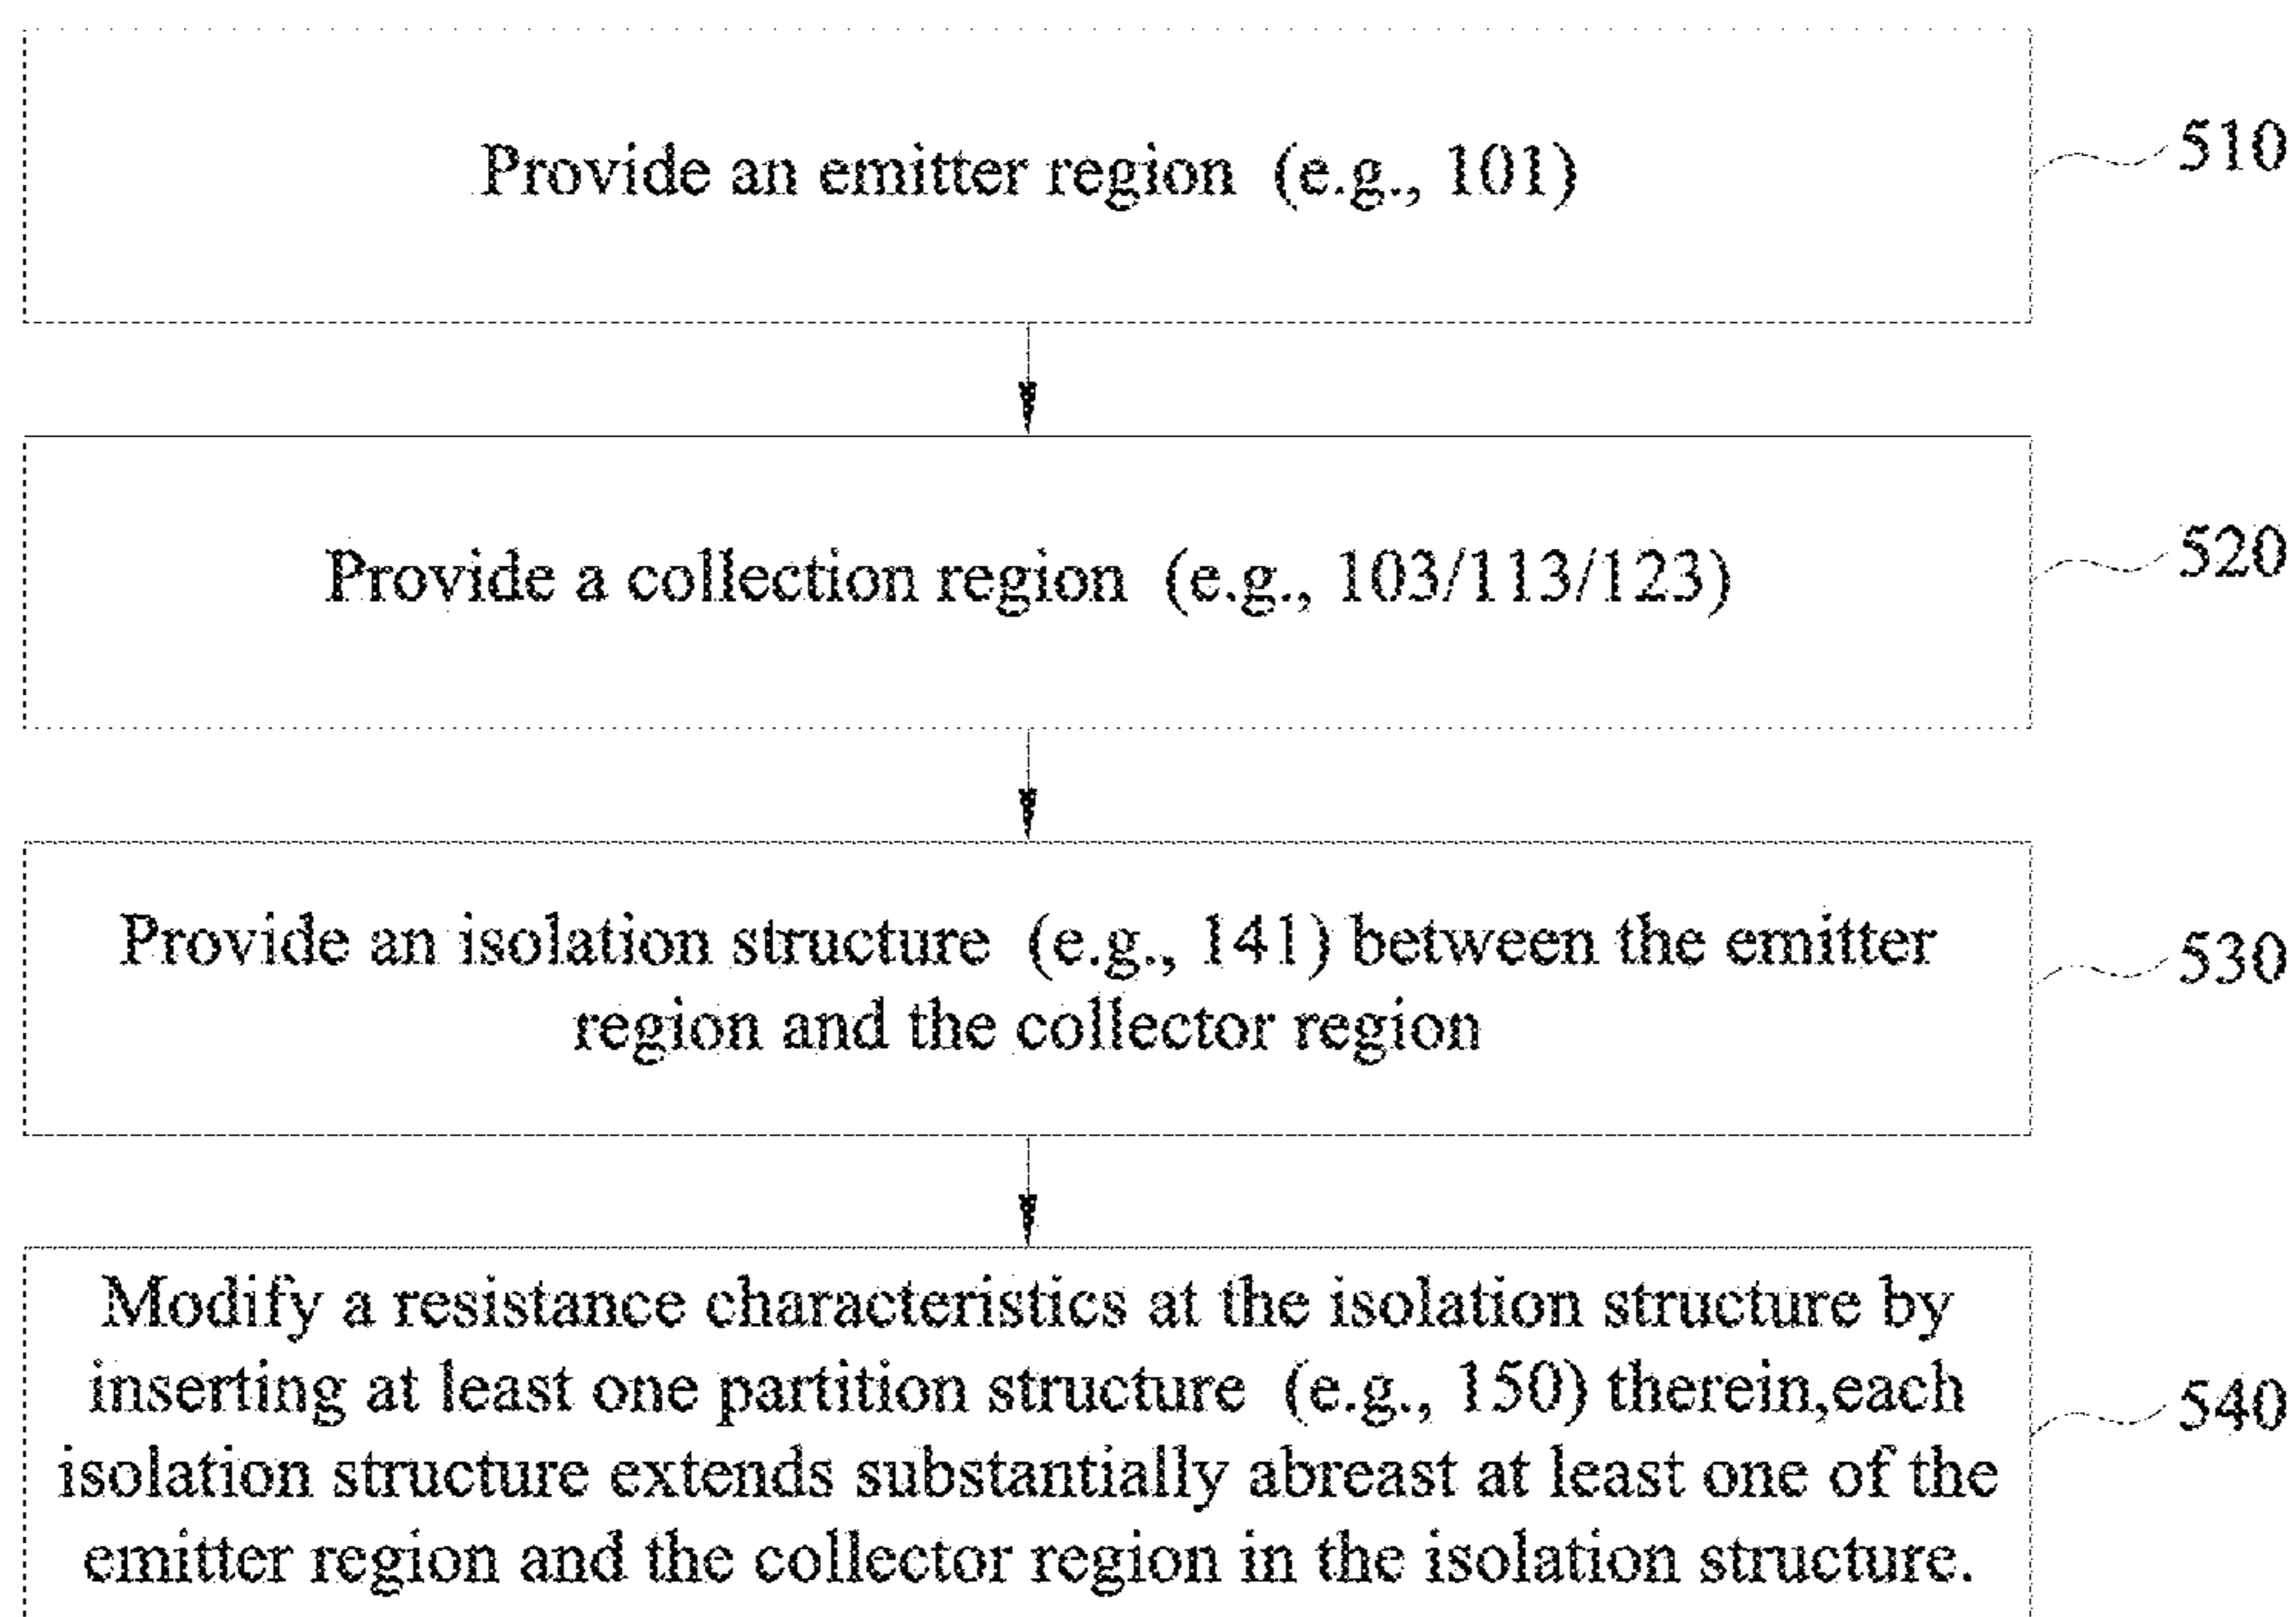 Provide an emitter region (e.g., 101)
510
Provide a collection region (e.g., 103/113/123)
520
Provide an isolation structure (e.g., 141) between the emitter
region and the collector region
530
Modify a resistance characteristics at the isolation structure by
inserting at least one partition structure (e.g., 150) therein,each
isolation structure extends substantially abreast at least one of the
emitter region and the collector region in the isolation structure.
540